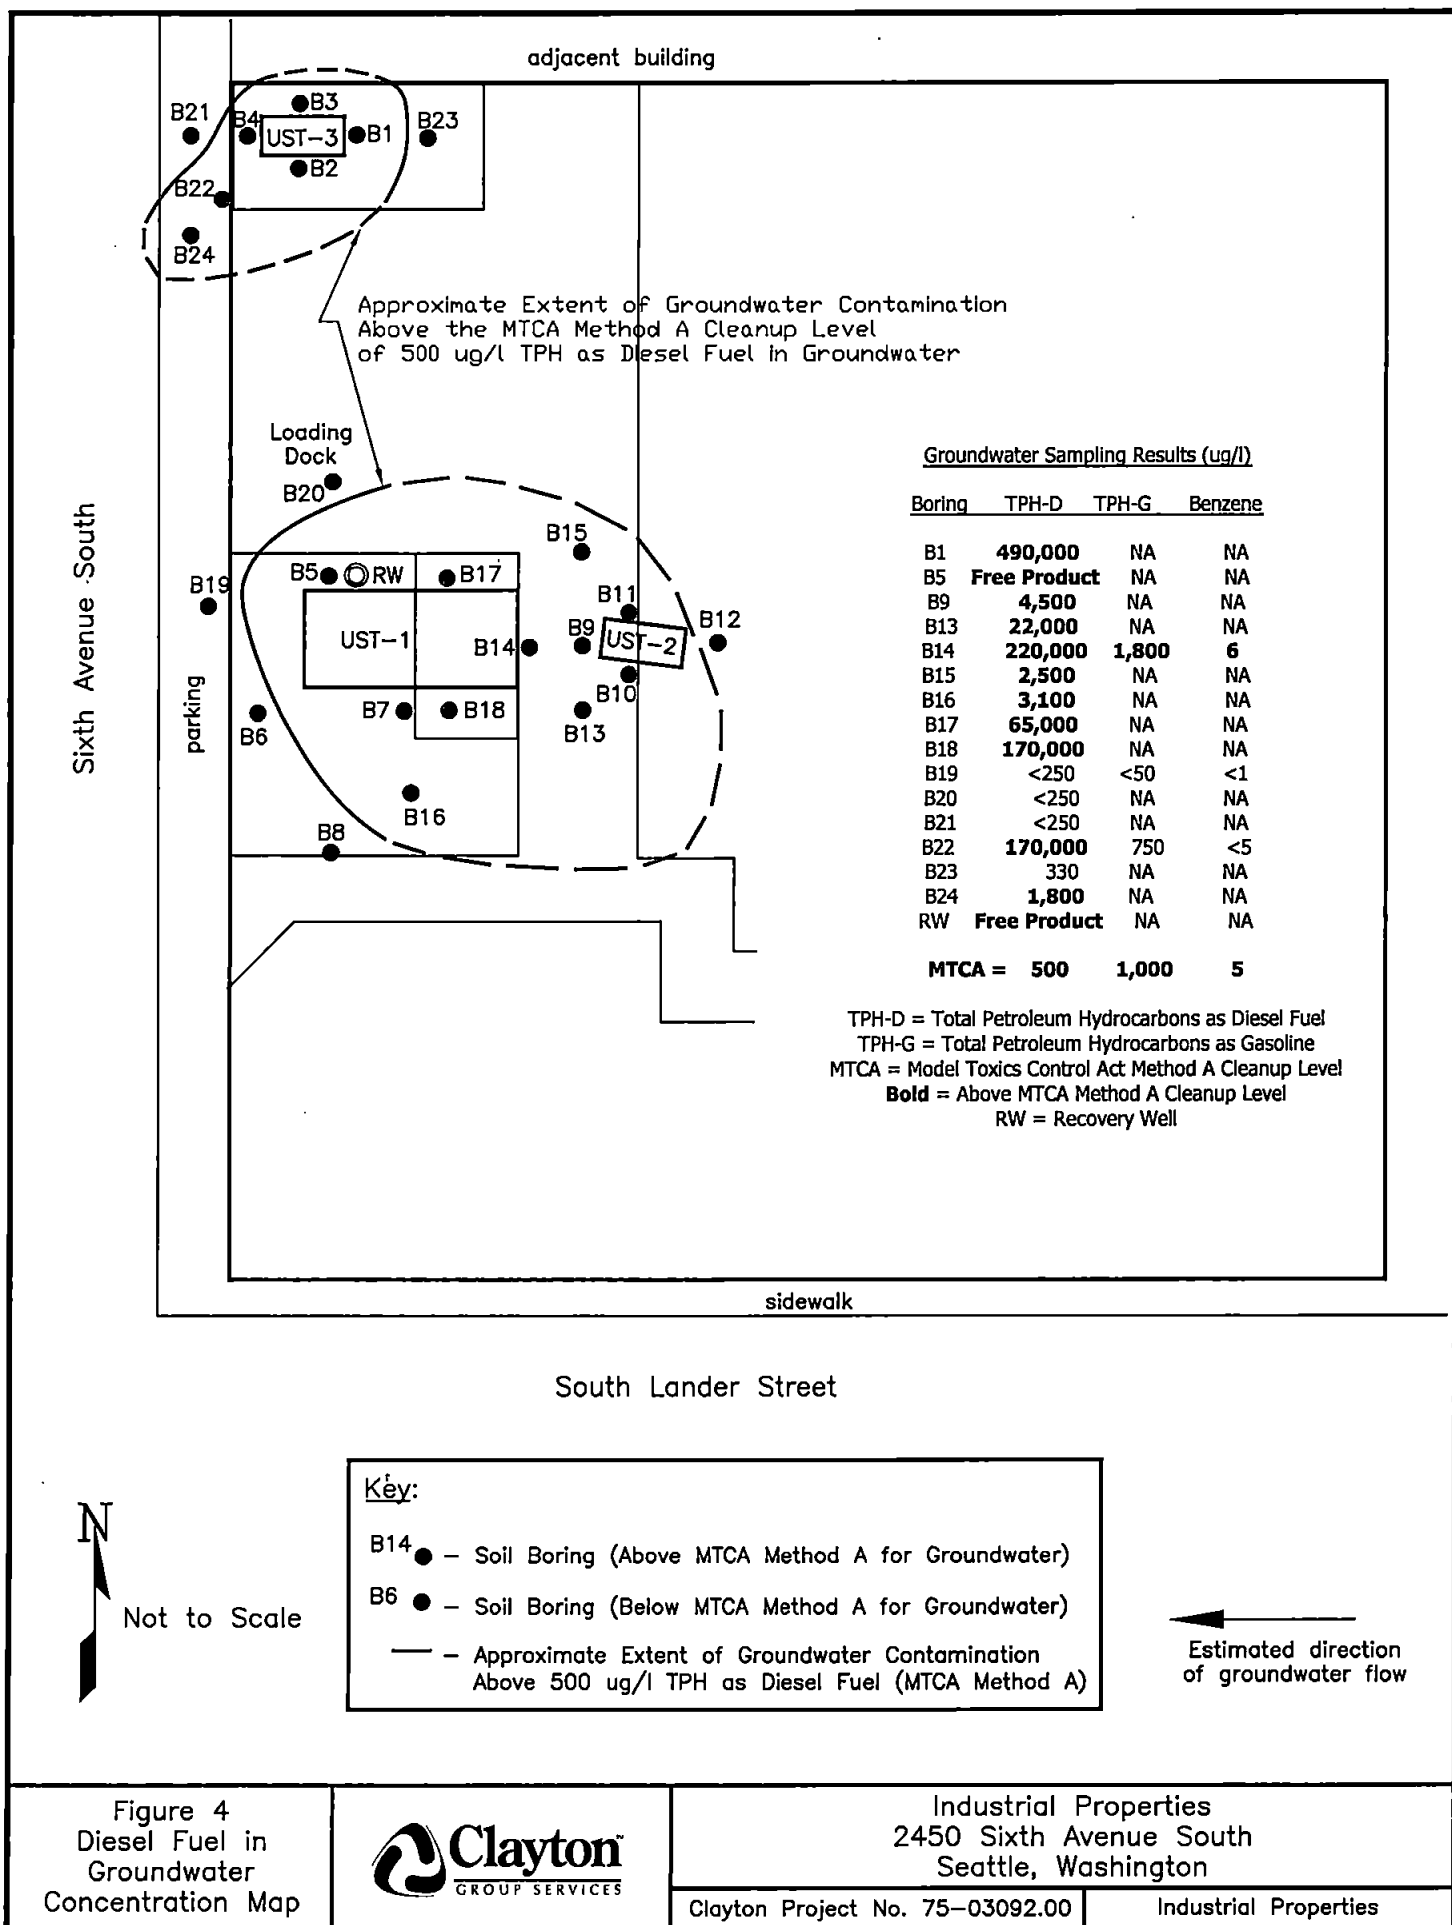 adjacent building
B3
B21
B4
UST-3
B1
B23
B2
B22
B24
Approximate Extent of Groundwater Contamination
Above the MTCA Method A Cleanup Level
of 500 ug/l TPH as Diesel Fuel in Groundwater
Loading
Dock
B20
Sixth Avenue South
parking
B19
B5
RW
B17
B15
B11
UST-1
B14
B9
UST-2
B12
B10
B7
B18
B13
B6
B16
B8
Groundwater Sampling Results (ug/l)
Boring TPH-D TPH-G Benzene
B1 490,000 NA NA
B5 Free Product NA NA
B9 4,500 NA NA
B13 22,000 NA NA
B14 220,000 1,800 6
B15 2,500 NA NA
B16 3,100 NA NA
B17 65,000 NA NA
B18 170,000 NA NA
B19 <250 <50 <1
B20 <250 NA NA
B21 <250 NA NA
B22 170,000 750 <5
B23 330 NA NA
B24 1,800 NA NA
RW Free Product NA NA
MTCA = 500 1,000 5
TPH-D = Total Petroleum Hydrocarbons as Diesel Fuel
TPH-G = Total Petroleum Hydrocarbons as Gasoline
MTCA = Model Toxics Control Act Method A Cleanup Level
Bold = Above MTCA Method A Cleanup Level
RW = Recovery Well
sidewalk
South Lander Street
N
Not to Scale
Key:
B14 - Soil Boring (Above MTCA Method A for Groundwater)
B6 - Soil Boring (Below MTCA Method A for Groundwater)
- Approximate Extent of Groundwater Contamination
Above 500 ug/l TPH as Diesel Fuel (MTCA Method A)
Estimated direction
of groundwater flow
Figure 4
Diesel Fuel in
Groundwater
Concentration Map
Clayton™
GROUP SERVICES
Industrial Properties
2450 Sixth Avenue South
Seattle, Washington
Clayton Project No. 75-03092.00
Industrial Properties